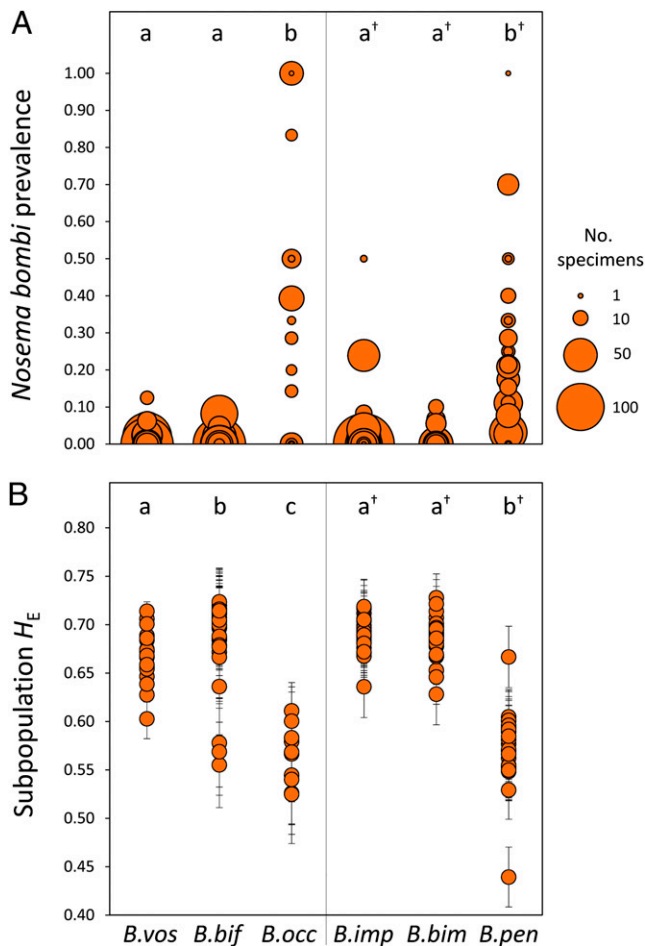 A
a a b a† a† b†
Nosema bombi prevalence
1.00
0.90
0.80
0.70
0.60
0.50
0.40
0.30
0.20
0.10
0.00
No.
specimens
1
10
50
100
B
a b c a† a† b†
Subpopulation HE
0.80
0.75
0.70
0.65
0.60
0.55
0.50
0.45
0.40
B.vos B.bif B.occ B.imp B.bim B.pen